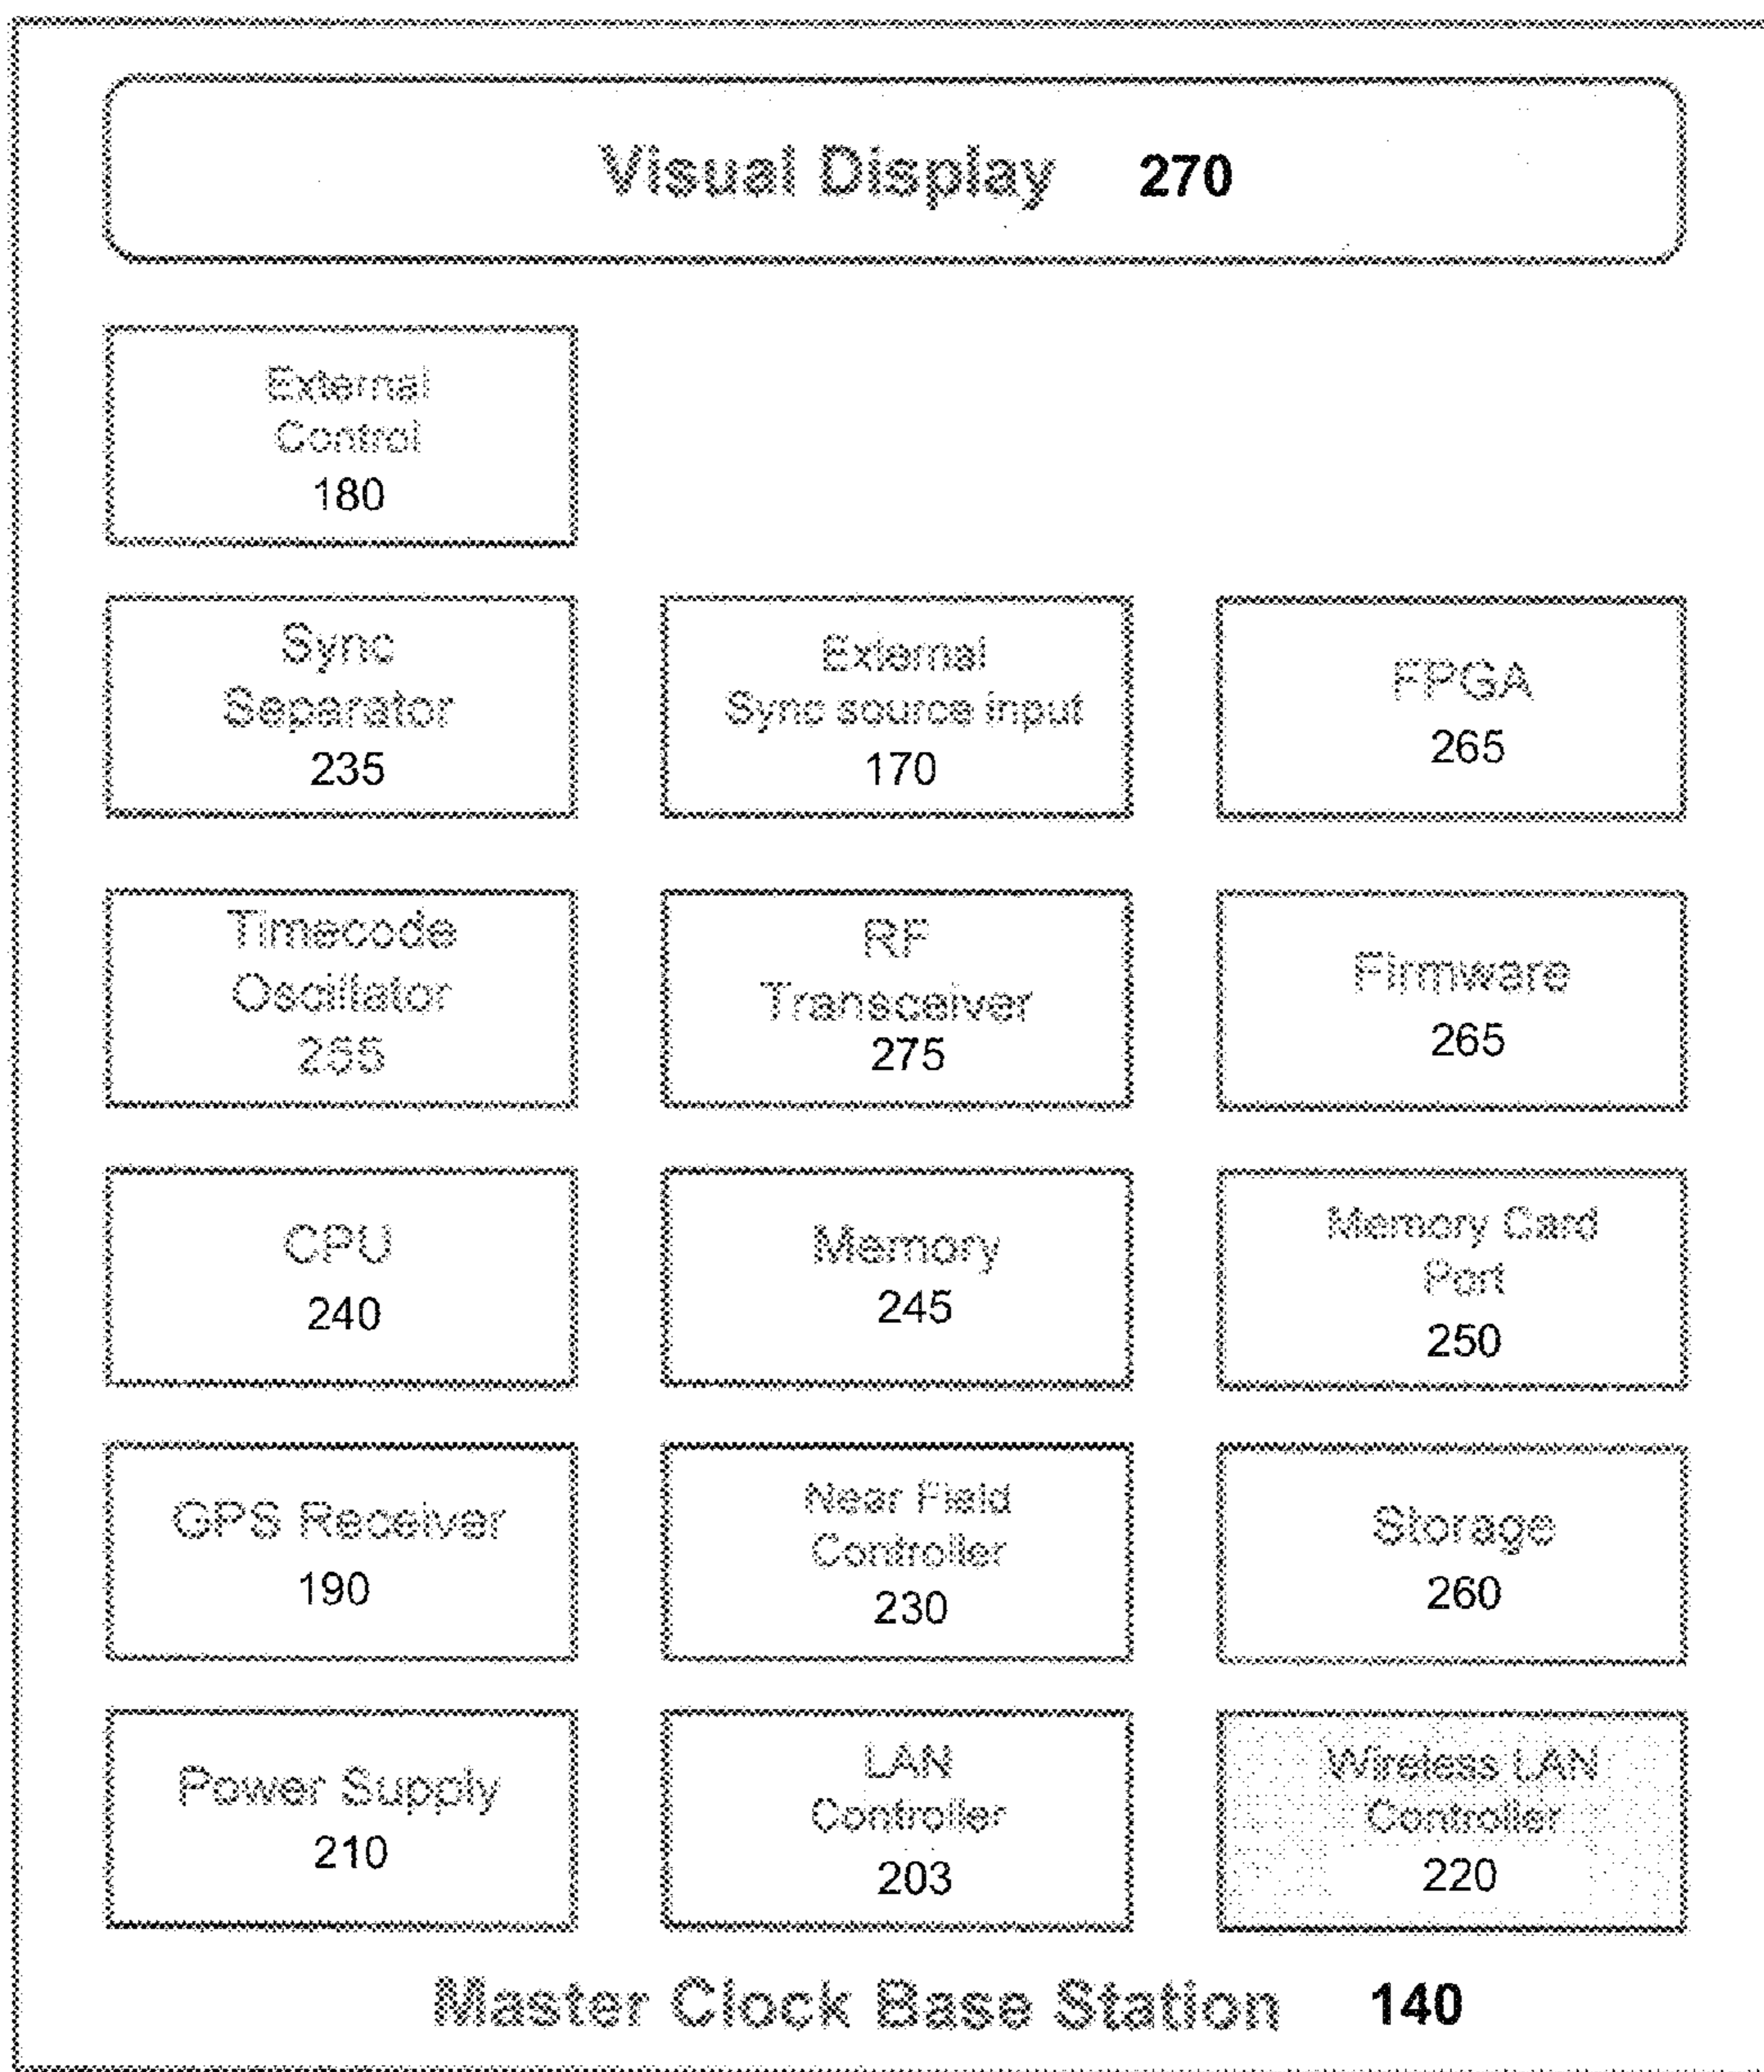 Visual Display 270
External
Control
180
Sync
Separator
235
External
Sync source input
170
FPGA
265
Timecode
Oscillator
255
RF
Transceiver
275
Firmware
265
CPU
240
Memory
245
Memory Card
Port
250
GPS Receiver
190
Near Field
Controller
230
Storage
260
Power Supply
210
LAN
Controller
203
Wireless LAN
Controller
220
Master Clock Base Station 140